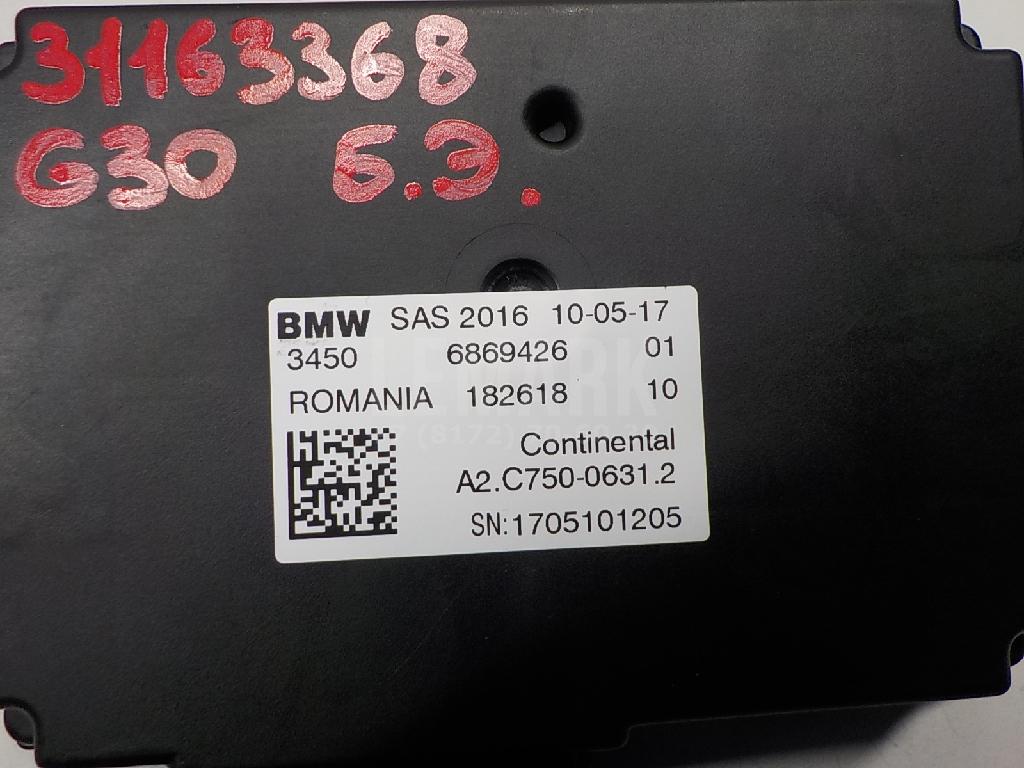 31163368
G30 Б.Э.
BMW SAS 2016 10-05-17
3450 6869426 01
ROMANIA 182618 10
Continental
A2.C750-0631.2
SN:1705101205